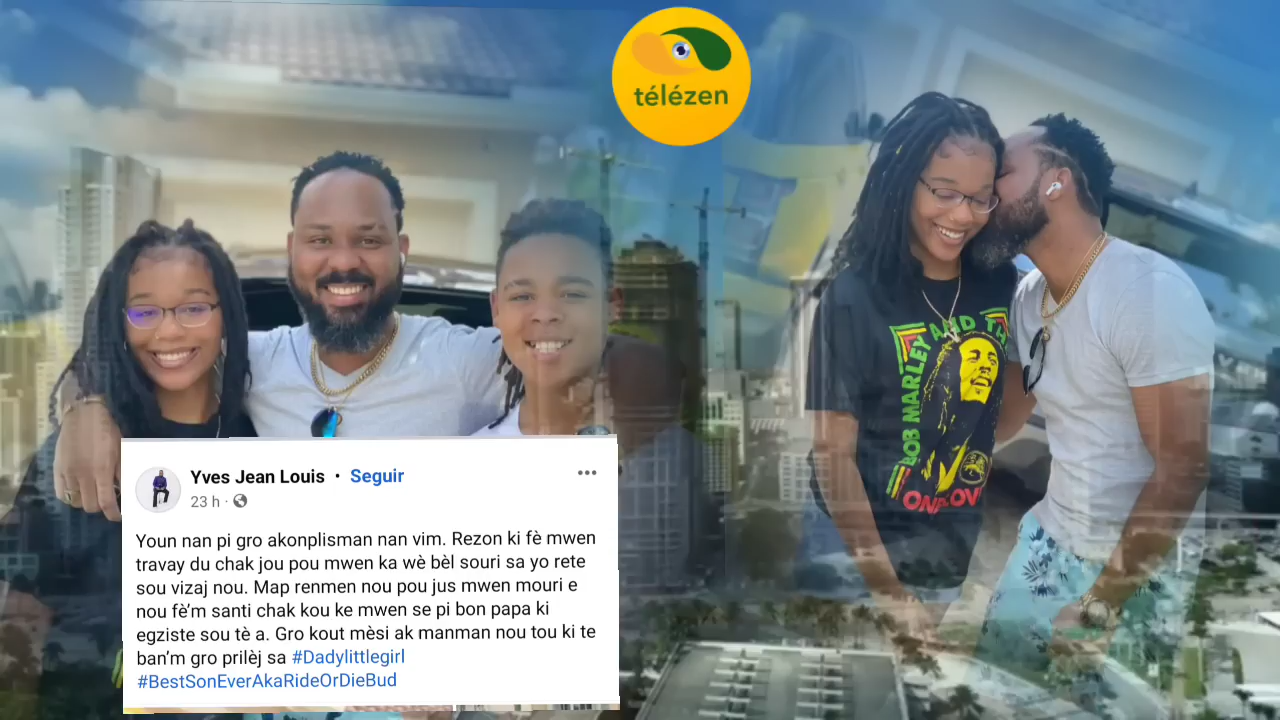 télézen
BOB MARLEY AND TH
ONE LOV
Yves Jean Louis · Seguir
23 h ·
Youn nan pi gro akonplisman nan vim. Rezon ki fè mwen
travay du chak jou pou mwen ka wè bèl souri sa yo rete
sou vizaj nou. Map renmen nou pou jus mwen mouri e
nou fè'm santi chak kou ke mwen se pi bon papa ki
egziste sou tè a. Gro kout mèsi ak manman nou tou ki te
ban'm gro prilèj sa #Dadylittlegirl
#BestSonEverAkaRideOrDieBud